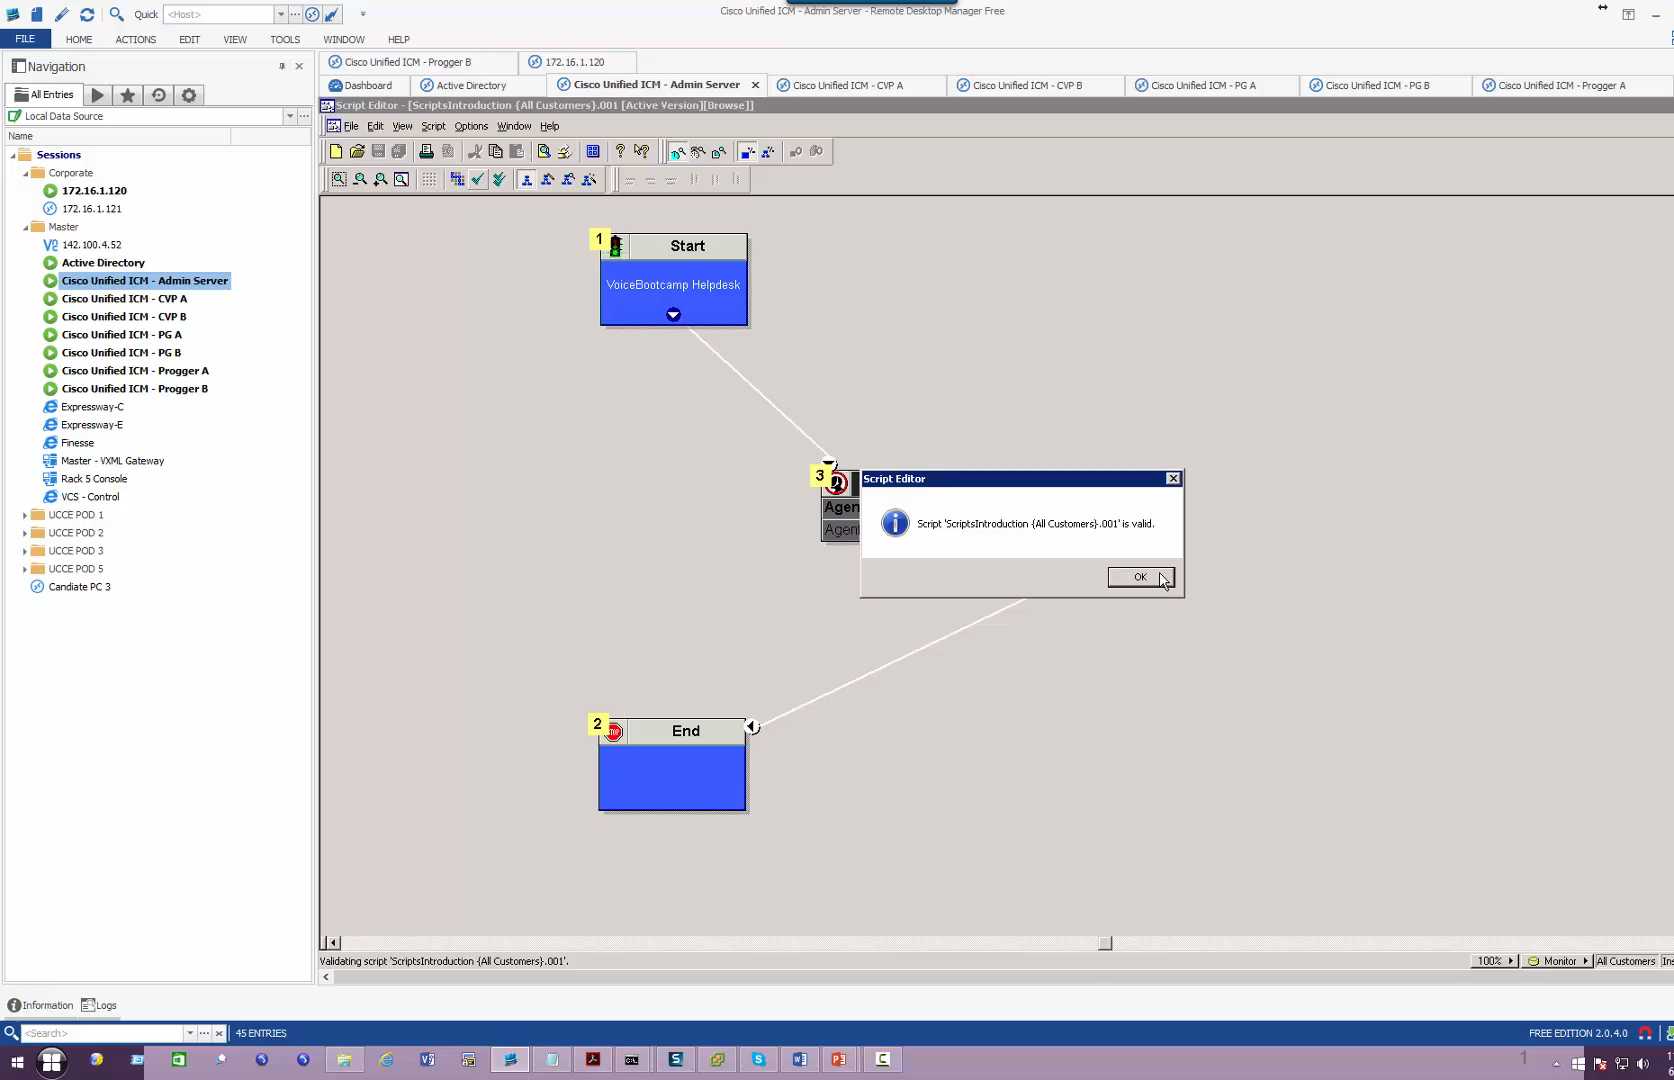 Cisco Unified ICM - Admin Server - Remote Desktop Manager Free
Quick <Host>
FILE HOME ACTIONS EDIT VIEW TOOLS WINDOW HELP
Navigation
All Entries
Local Data Source
Name
Sessions
Corporate
172.16.1.120
172.16.1.121
Master
142.100.4.52
Active Directory
Cisco Unified ICM - Admin Server
Cisco Unified ICM - CVP A
Cisco Unified ICM - CVP B
Cisco Unified ICM - PG A
Cisco Unified ICM - PG B
Cisco Unified ICM - Progger A
Cisco Unified ICM - Progger B
Expressway-C
Expressway-E
Finesse
Master - VXML Gateway
Rack 5 Console
VCS - Control
UCCE POD 1
UCCE POD 2
UCCE POD 3
UCCE POD 5
Candiate PC 3
Cisco Unified ICM - Progger B 172.16.1.120
Dashboard Active Directory Cisco Unified ICM - Admin Server Cisco Unified ICM - CVP A Cisco Unified ICM - CVP B Cisco Unified ICM - PG A Cisco Unified ICM - PG B Cisco Unified ICM - Progger A
Script Editor - [ScriptsIntroduction {All Customers}.001 [Active Version][Browse]]
File Edit View Script Options Window Help
1 Start
VoiceBootcamp Helpdesk
3
Agen
Agent
Script Editor
Script 'ScriptsIntroduction {All Customers}.001' is valid.
OK
2 STOP End
Validating script 'ScriptsIntroduction {All Customers}.001'.
100% Monitor All Customers Ins
Information Logs
<Search> 45 ENTRIES FREE EDITION 2.0.4.0